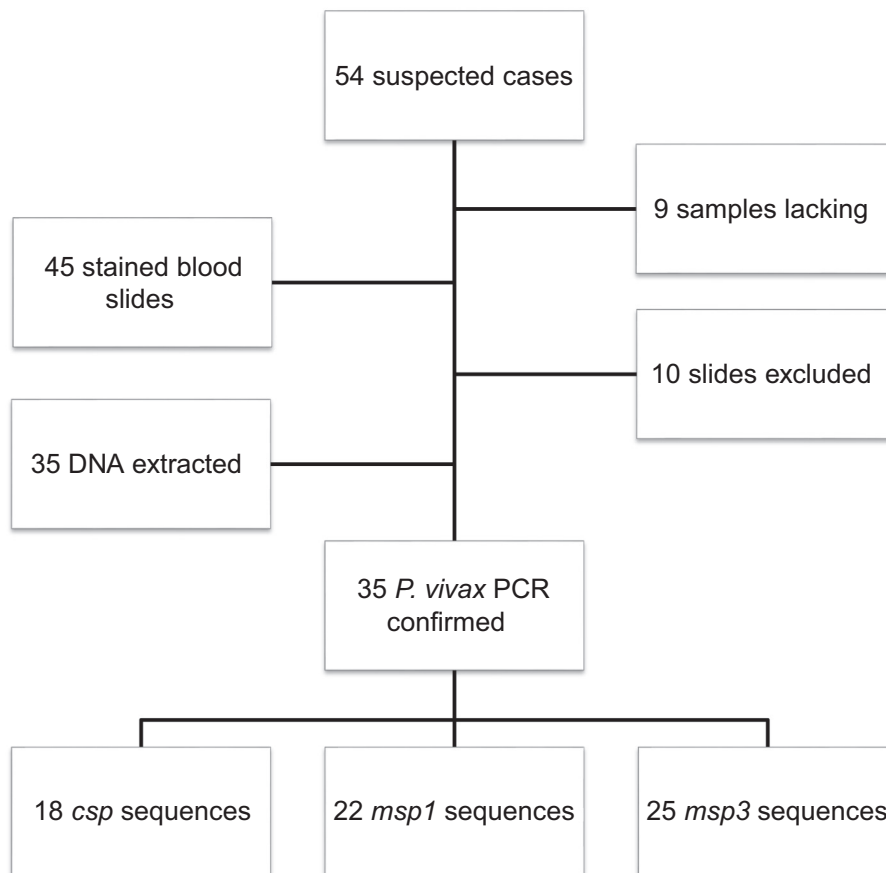 54 suspected cases
9 samples lacking
45 stained blood
slides
10 slides excluded
35 DNA extracted
35 P. vivax PCR
confirmed
18 csp sequences
22 msp1 sequences
25 msp3 sequences